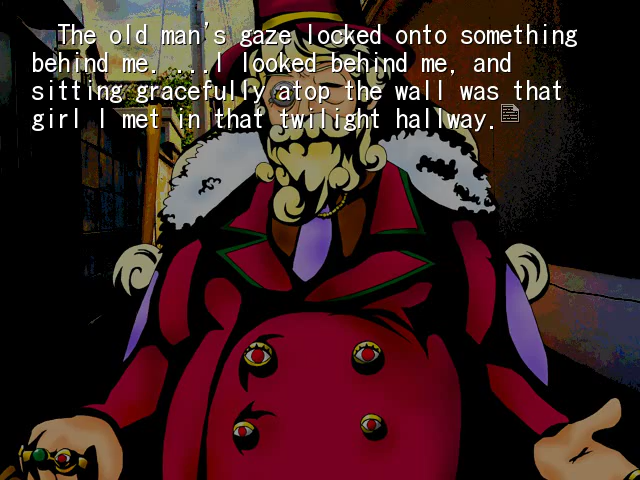 The old man's gaze locked onto something
behind me. ...I looked behind me, and
sitting gracefully atop the wall was that
girl I met in that twilight hallway.